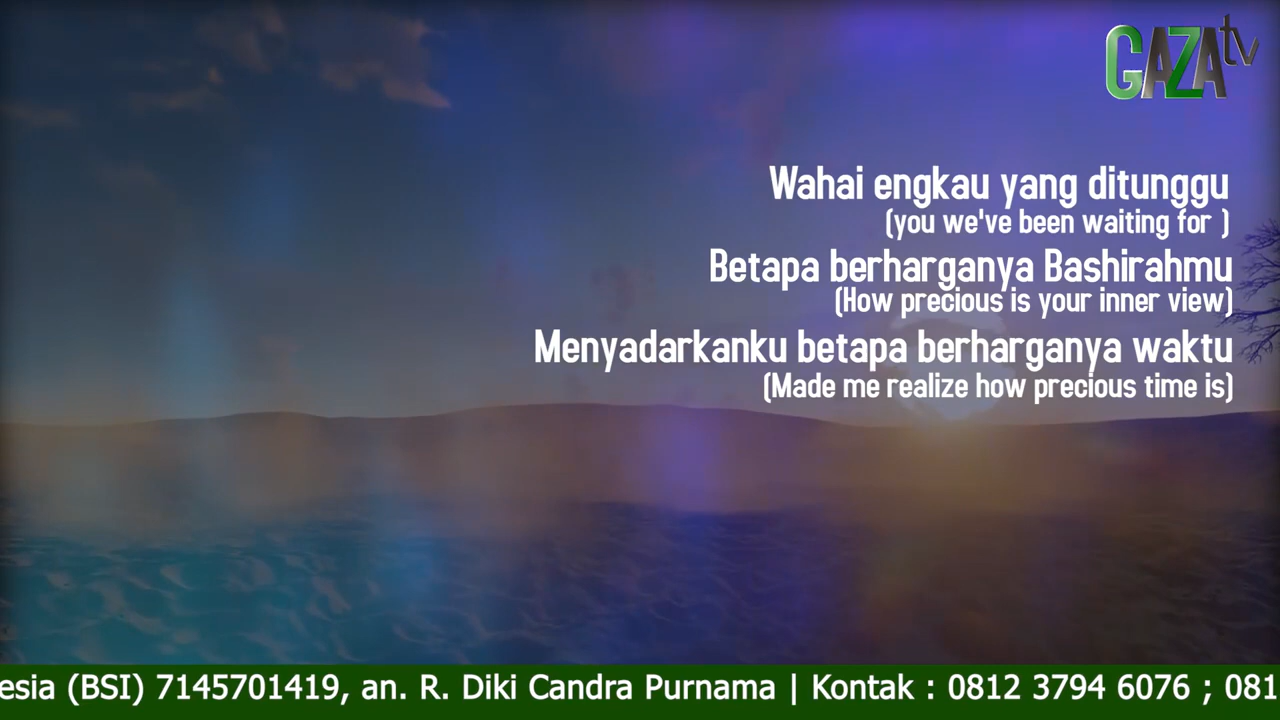 GAZAtv
Wahai engkau yang ditunggu
(you we've been waiting for )
Betapa berharganya Bashirahmu
(How precious is your inner view)
Menyadarkanku betapa berharganya waktu
(Made me realize how precious time is)
esia (BSI) 7145701419, an. R. Diki Candra Purnama | Kontak : 0812 3794 6076 ; 081